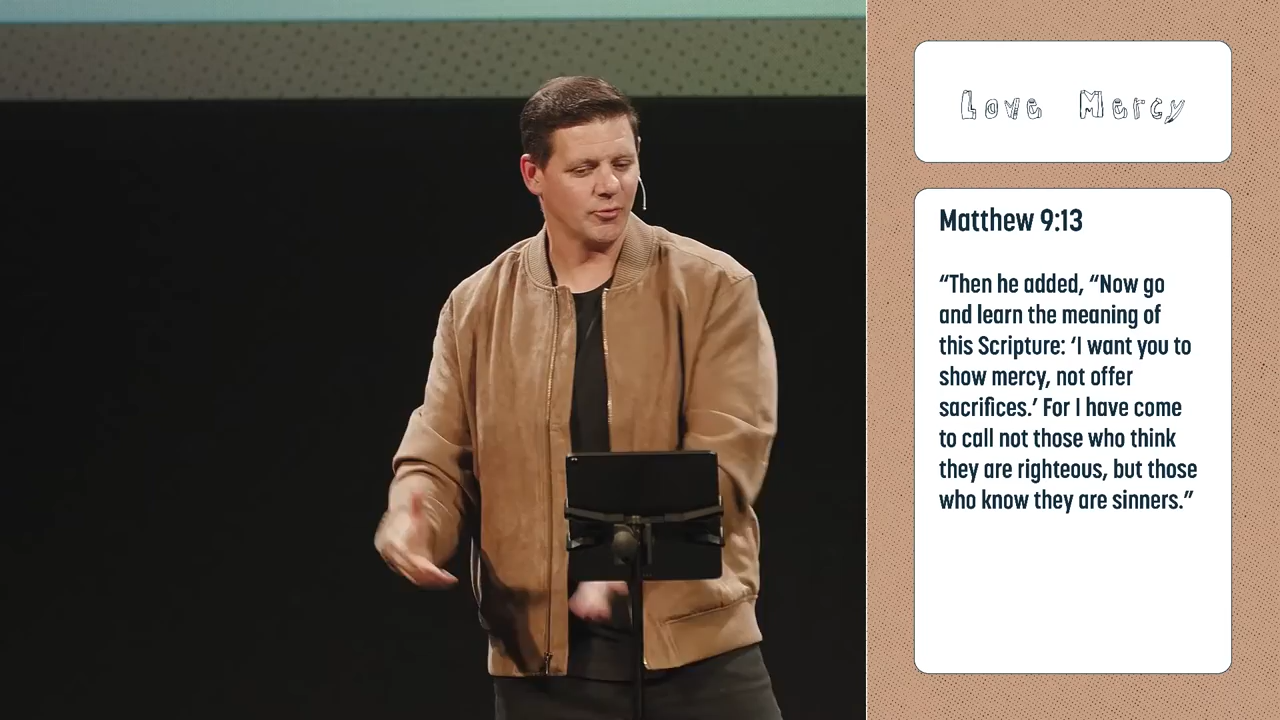 Love Mercy
Matthew 9:13
“Then he added, “Now go
and learn the meaning of
this Scripture: ‘I want you to
show mercy, not offer
sacrifices.’ For I have come
to call not those who think
they are righteous, but those
who know they are sinners.”